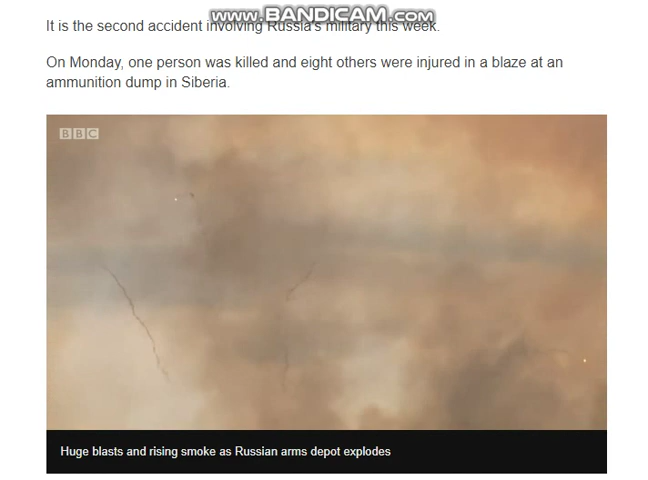 www.BANDICAM.COM
It is the second accident involving Russia's military this week.
On Monday, one person was killed and eight others were injured in a blaze at an
ammunition dump in Siberia.
BBC
Huge blasts and rising smoke as Russian arms depot explodes